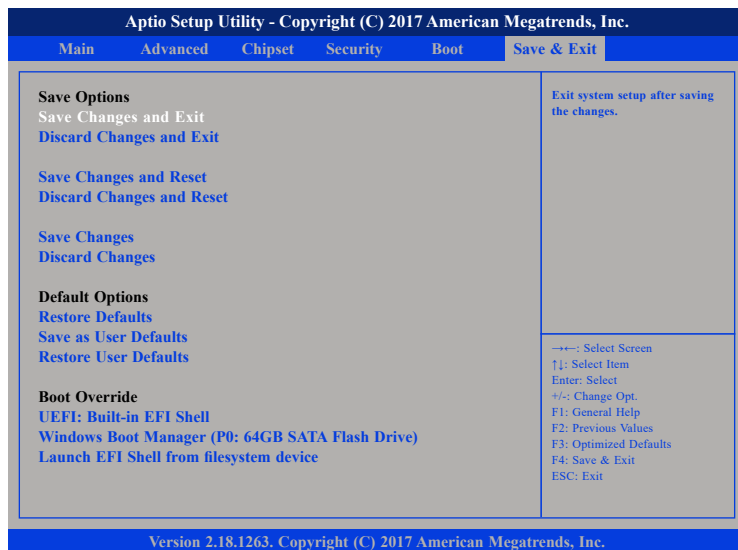 Aptio Setup Utility - Copyright (C) 2017 American Megatrends, Inc.
Main Advanced Chipset Security Boot Save & Exit
Save Options
Save Changes and Exit
Discard Changes and Exit
Save Changes and Reset
Discard Changes and Reset
Save Changes
Discard Changes
Default Options
Restore Defaults
Save as User Defaults
Restore User Defaults
Boot Override
UEFI: Built-in EFI Shell
Windows Boot Manager (P0: 64GB SATA Flash Drive)
Launch EFI Shell from filesystem device
Exit system setup after saving
the changes.
→←: Select Screen
↑↓: Select Item
Enter: Select
+/-: Change Opt.
F1: General Help
F2: Previous Values
F3: Optimized Defaults
F4: Save & Exit
ESC: Exit
Version 2.18.1263. Copyright (C) 2017 American Megatrends, Inc.